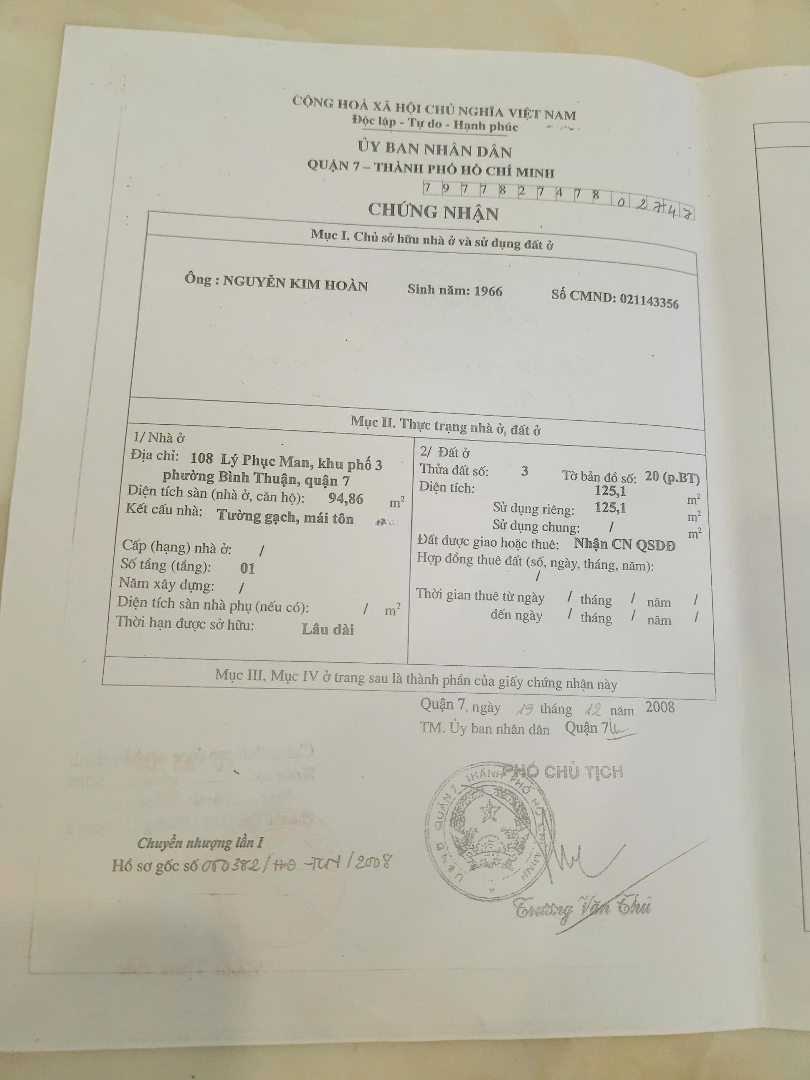 CỘNG HOÀ XÃ HỘI CHỦ NGHĨA VIỆT NAM
Độc lập - Tự do - Hạnh phúc
ỦY BAN NHÂN DÂN
QUẬN 7 – THÀNH PHỐ HỒ CHÍ MINH
7 9 7 7 8 2 7 4 7 8 0 2 7 4 7
CHỨNG NHẬN
Mục I. Chủ sở hữu nhà ở và sử dụng đất ở
Ông : NGUYỄN KIM HOÀN Sinh năm: 1966 Số CMND: 021143356
Mục II. Thực trạng nhà ở, đất ở
1/ Nhà ở
Địa chỉ: 108 Lý Phục Man, khu phố 3
phường Bình Thuận, quận 7
Diện tích sàn (nhà ở, căn hộ): 94,86 m²
Kết cấu nhà: Tường gạch, mái tôn
Cấp (hạng) nhà ở: /
Số tầng (tầng): 01
Năm xây dựng: /
Diện tích sàn nhà phụ (nếu có): / m²
Thời hạn được sở hữu: Lâu dài
2/ Đất ở
Thửa đất số: 3 Tờ bản đồ số: 20 (p.BT)
Diện tích: 125,1 m²
Sử dụng riêng: 125,1 m²
Sử dụng chung: / m²
Đất được giao hoặc thuê: Nhận CN QSDĐ
Hợp đồng thuê đất (số, ngày, tháng, năm):
/
Thời gian thuê từ ngày / tháng / năm /
đến ngày / tháng / năm /
Mục III, Mục IV ở trang sau là thành phần của giấy chứng nhận này
Quận 7, ngày 19 tháng 12 năm 2008
TM. Ủy ban nhân dân Quận 7
PHÓ CHỦ TỊCH
U.B.N.D QUẬN 7 THÀNH PHỐ HỒ CHÍ MINH
Trương Văn Thủ
Chuyển nhượng lần I
Hồ sơ gốc số /2008